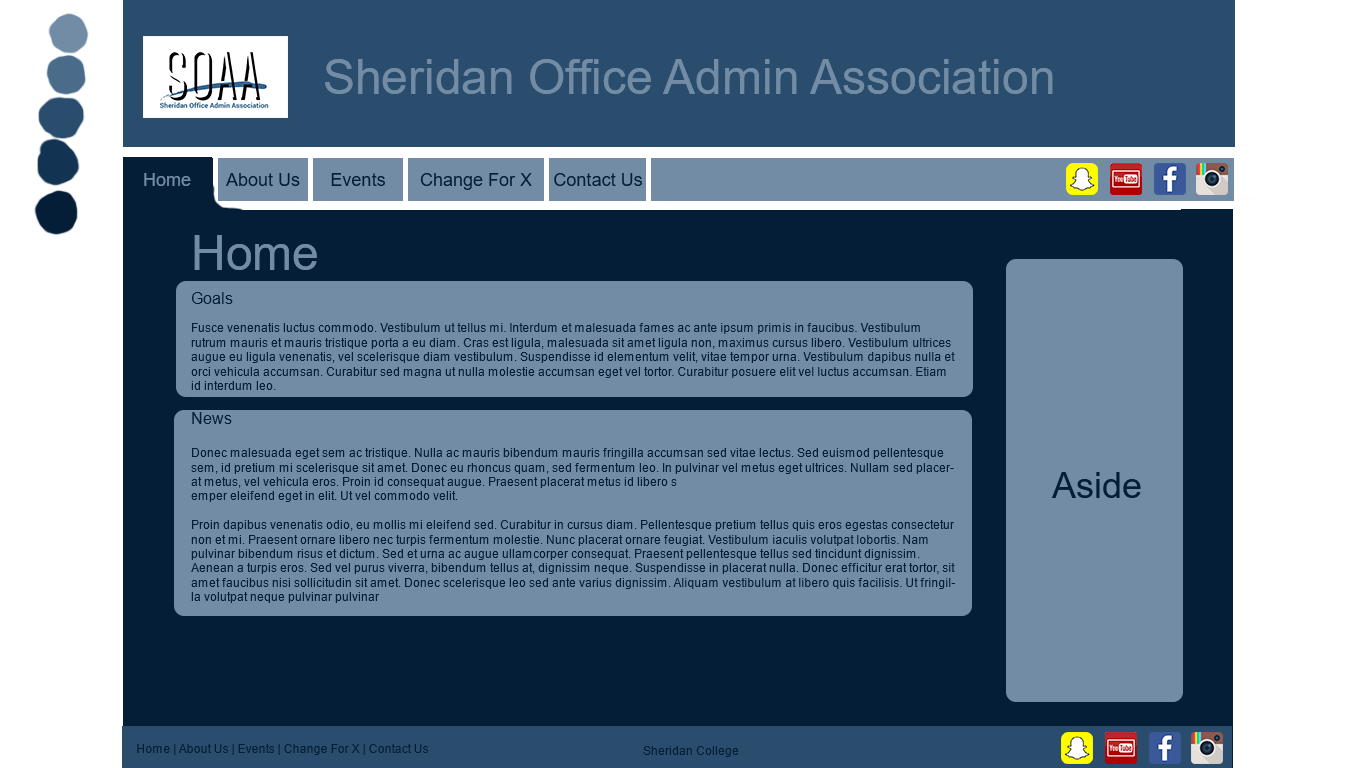 SOAA
Sheridan Office Admin Association
Sheridan Office Admin Association
Home
About Us
Events
Change For X
Contact Us
You Tube
f
Home
Goals
Fusce venenatis luctus commodo. Vestibulum ut tellus mi. Interdum et malesuada fames ac ante ipsum primis in faucibus. Vestibulum
rutrum mauris et mauris tristique porta a eu diam. Cras est ligula, malesuada sit amet ligula non, maximus cursus libero. Vestibulum ultrices
augue eu ligula venenatis, vel scelerisque diam vestibulum. Suspendisse id elementum velit, vitae tempor urna. Vestibulum dapibus nulla et
orci vehicula accumsan. Curabitur sed magna ut nulla molestie accumsan eget vel tortor. Curabitur posuere elit vel luctus accumsan. Etiam
id interdum leo.
News
Donec malesuada eget sem ac tristique. Nulla ac mauris bibendum mauris fringilla accumsan sed vitae lectus. Sed euismod pellentesque
sem, id pretium mi scelerisque sit amet. Donec eu rhoncus quam, sed fermentum leo. In pulvinar vel metus eget ultrices. Nullam sed placer-
at metus, vel vehicula eros. Proin id consequat augue. Praesent placerat metus id libero s
emper eleifend eget in elit. Ut vel commodo velit.
Proin dapibus venenatis odio, eu mollis mi eleifend sed. Curabitur in cursus diam. Pellentesque pretium tellus quis eros egestas consectetur
non et mi. Praesent ornare libero nec turpis fermentum molestie. Nunc placerat ornare feugiat. Vestibulum iaculis volutpat lobortis. Nam
pulvinar bibendum risus et dictum. Sed et urna ac augue ullamcorper consequat. Praesent pellentesque tellus sed tincidunt dignissim.
Aenean a turpis eros. Sed vel purus viverra, bibendum tellus at, dignissim neque. Suspendisse in placerat nulla. Donec efficitur erat tortor, sit
amet faucibus nisi sollicitudin sit amet. Donec scelerisque leo sed ante varius dignissim. Aliquam vestibulum at libero quis facilisis. Ut fringil-
la volutpat neque pulvinar pulvinar
Aside
Home | About Us | Events | Change For X | Contact Us
Sheridan College
You Tube
f